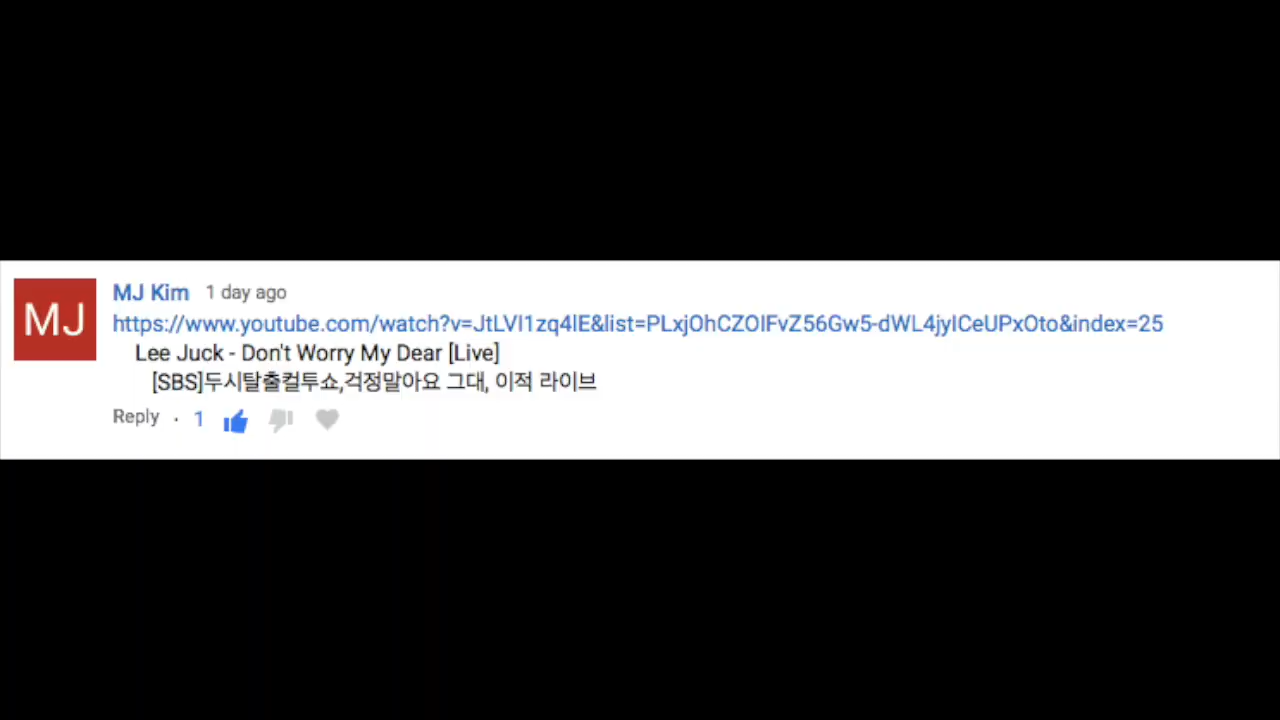 MJ
MJ Kim 1 day ago
https://www.youtube.com/watch?v=JtLVI1zq4lE&list=PLxjOhCZOIFvZ56Gw5-dWL4jyICeUPxOto&index=25
Lee Juck - Don't Worry My Dear [Live]
[SBS]두시탈출컬투쇼,걱정말아요 그대, 이적 라이브
Reply · 1